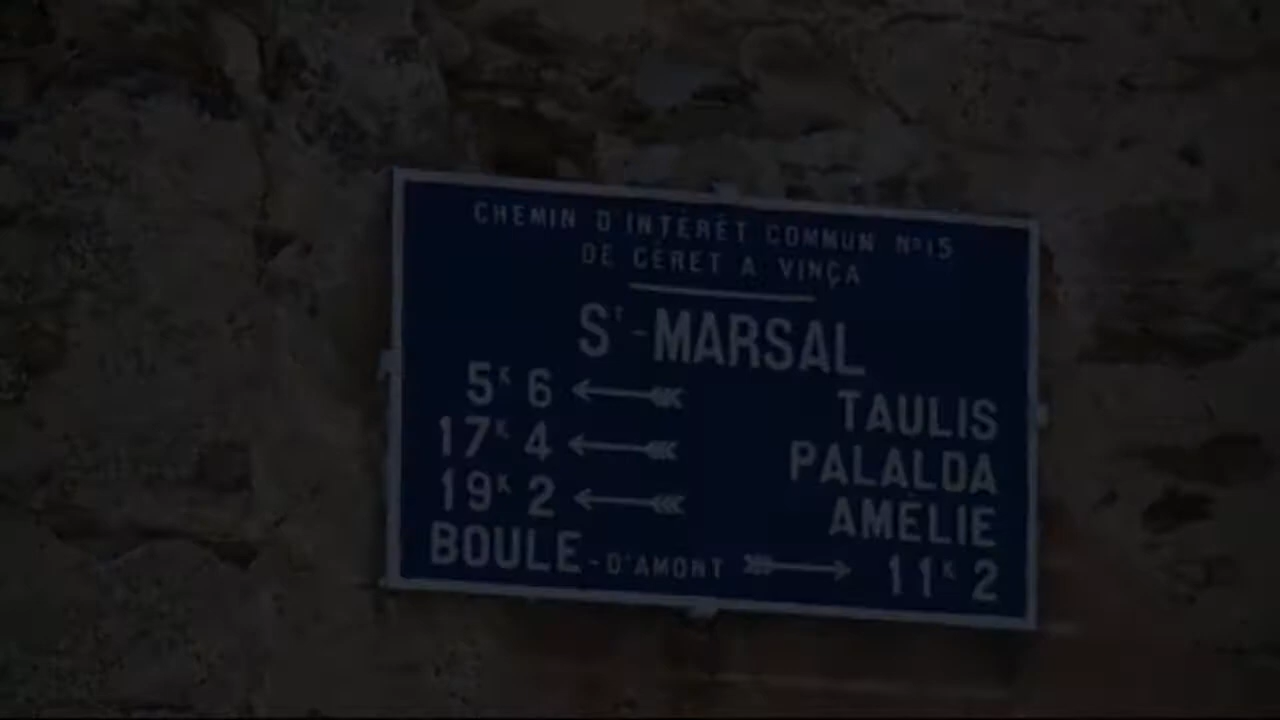 CHEMIN D'INTÉRÊT COMMUN Nº 15
DE CÉRET A VINÇA
Sᵀ-MARSAL
5ᴷ 6 ← TAULIS
17ᴷ 4 ← PALALDA
19ᴷ 2 ← AMÉLIE
BOULE-D'AMONT → 11ᴷ 2